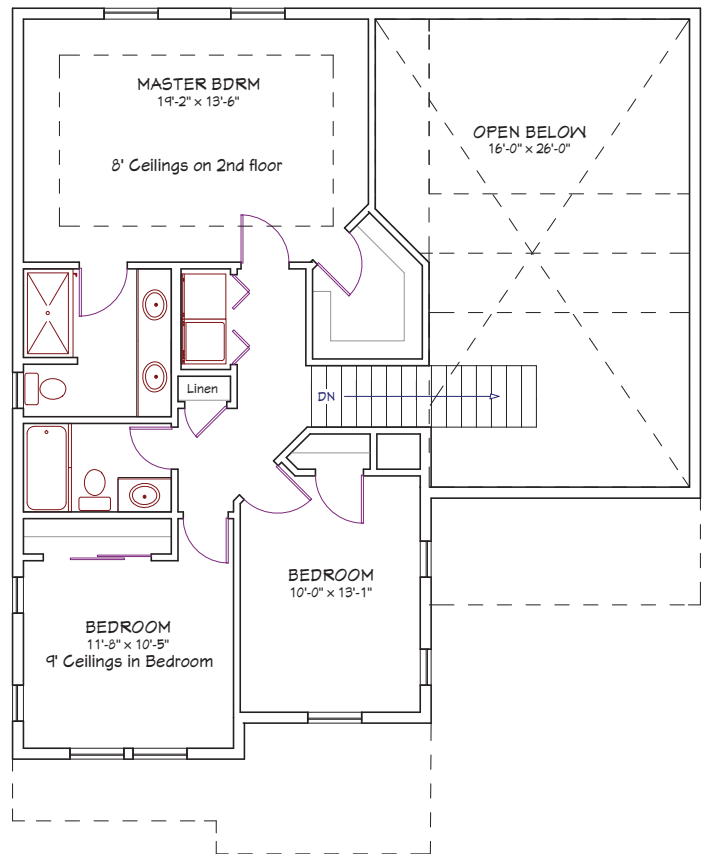 MASTER BDRM
19'-2" x 13'-6"
8' Ceilings on 2nd floor
OPEN BELOW
16'-0" x 26'-0"
Linen
DN
BEDROOM
10'-0" x 13'-1"
BEDROOM
11'-8" x 10'-5"
9' Ceilings in Bedroom